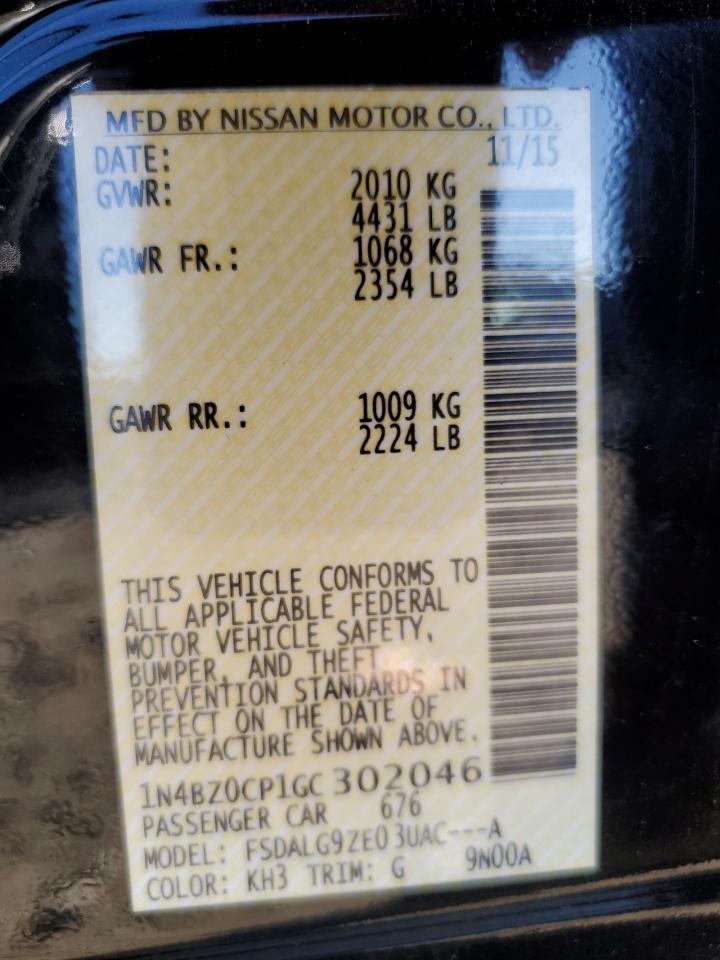 MFD BY NISSAN MOTOR CO., LTD.
DATE: 11/15
GVWR: 2010 KG
4431 LB
GAWR FR.: 1068 KG
2354 LB
GAWR RR.: 1009 KG
2224 LB
THIS VEHICLE CONFORMS TO
ALL APPLICABLE FEDERAL
MOTOR VEHICLE SAFETY,
BUMPER, AND THEFT
PREVENTION STANDARDS IN
EFFECT ON THE DATE OF
MANUFACTURE SHOWN ABOVE.
1N4BZ0CP1GC302046
PASSENGER CAR 676
MODEL: FSDALG9ZE03UAC---A
COLOR: KH3 TRIM: G 9N00A